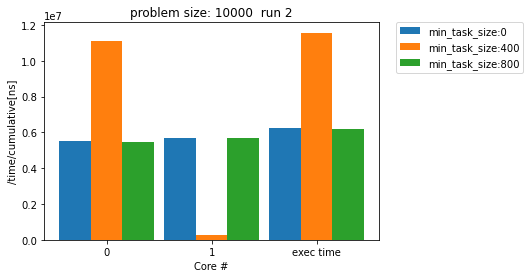 problem size: 10000  run 2
1e7
1.2
1.0
0.8
0.6
0.4
0.2
0.0
/time/cumulative[ns]
0
1
exec time
Core #
min_task_size:0
min_task_size:400
min_task_size:800